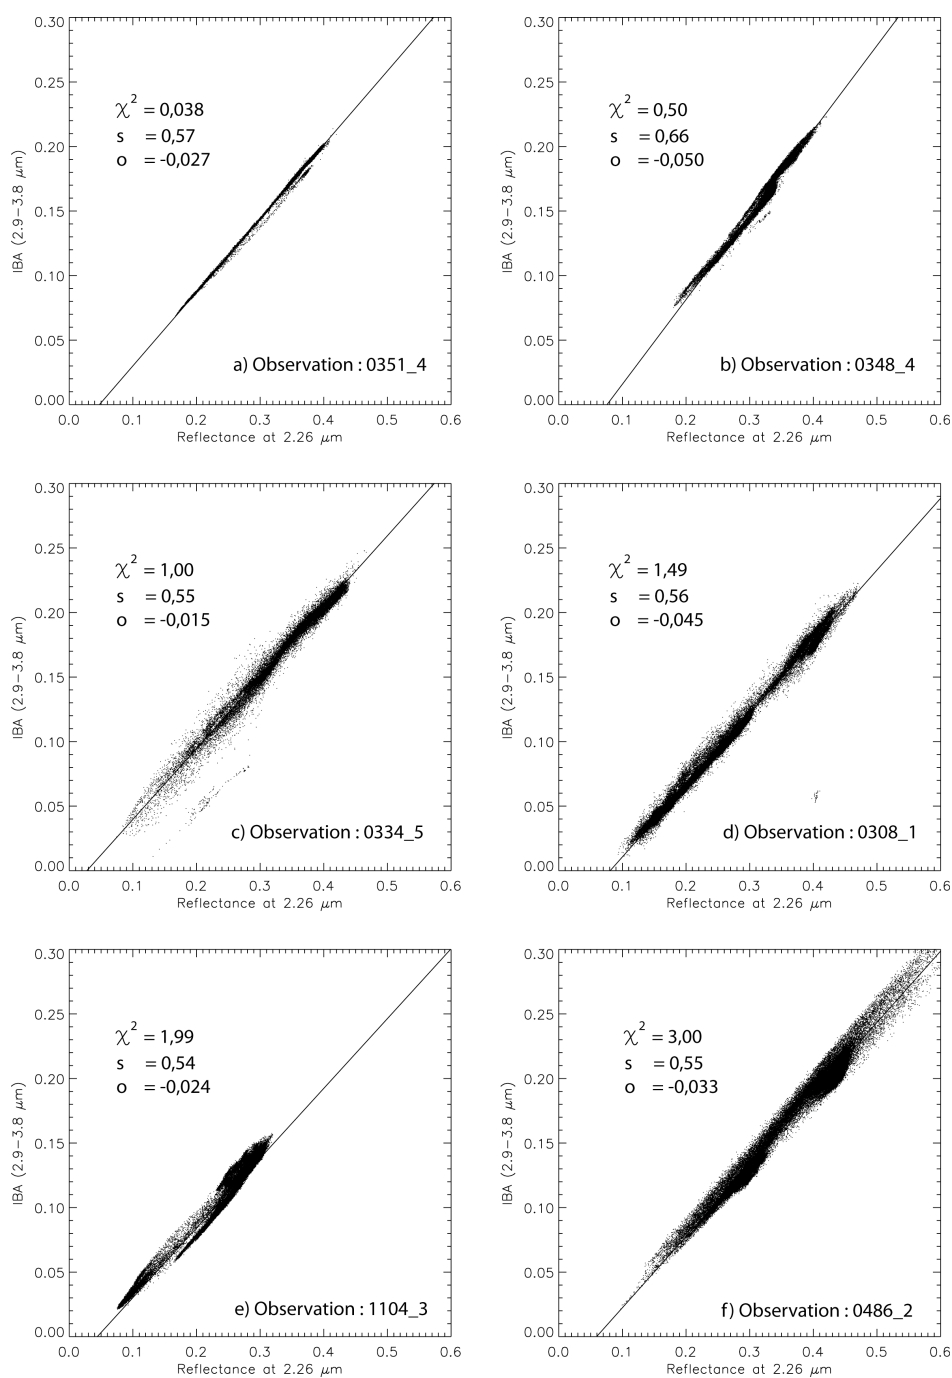 0.30
0.25
0.20
0.15
0.10
0.05
0.00
IBA (2.9−3.8 μm)
χ² = 0,038
s = 0,57
o = -0,027
a) Observation : 0351_4
0.0 0.1 0.2 0.3 0.4 0.5 0.6
Reflectance at 2.26 μm
0.30
0.25
0.20
0.15
0.10
0.05
0.00
IBA (2.9−3.8 μm)
χ² = 0,50
s = 0,66
o = -0,050
b) Observation : 0348_4
0.0 0.1 0.2 0.3 0.4 0.5 0.6
Reflectance at 2.26 μm
0.30
0.25
0.20
0.15
0.10
0.05
0.00
IBA (2.9−3.8 μm)
χ² = 1,00
s = 0,55
o = -0,015
c) Observation : 0334_5
0.0 0.1 0.2 0.3 0.4 0.5 0.6
Reflectance at 2.26 μm
0.30
0.25
0.20
0.15
0.10
0.05
0.00
IBA (2.9−3.8 μm)
χ² = 1,49
s = 0,56
o = -0,045
d) Observation : 0308_1
0.0 0.1 0.2 0.3 0.4 0.5 0.6
Reflectance at 2.26 μm
0.30
0.25
0.20
0.15
0.10
0.05
0.00
IBA (2.9−3.8 μm)
χ² = 1,99
s = 0,54
o = -0,024
e) Observation : 1104_3
0.0 0.1 0.2 0.3 0.4 0.5 0.6
Reflectance at 2.26 μm
0.30
0.25
0.20
0.15
0.10
0.05
0.00
IBA (2.9−3.8 μm)
χ² = 3,00
s = 0,55
o = -0,033
f) Observation : 0486_2
0.0 0.1 0.2 0.3 0.4 0.5 0.6
Reflectance at 2.26 μm